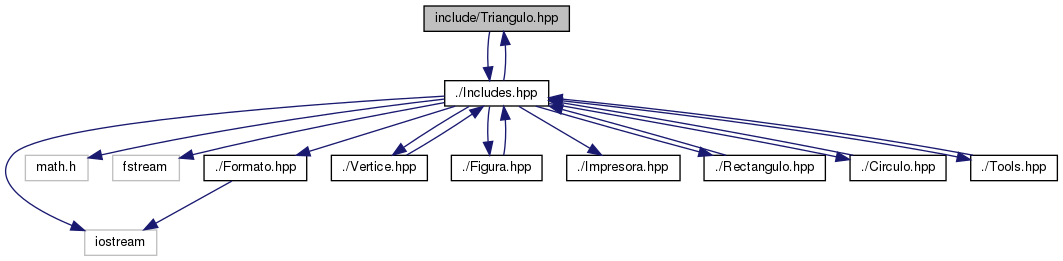 include/Triangulo.hpp
./Includes.hpp
math.h
fstream
./Formato.hpp
./Vertice.hpp
./Figura.hpp
./Impresora.hpp
./Rectangulo.hpp
./Circulo.hpp
./Tools.hpp
iostream